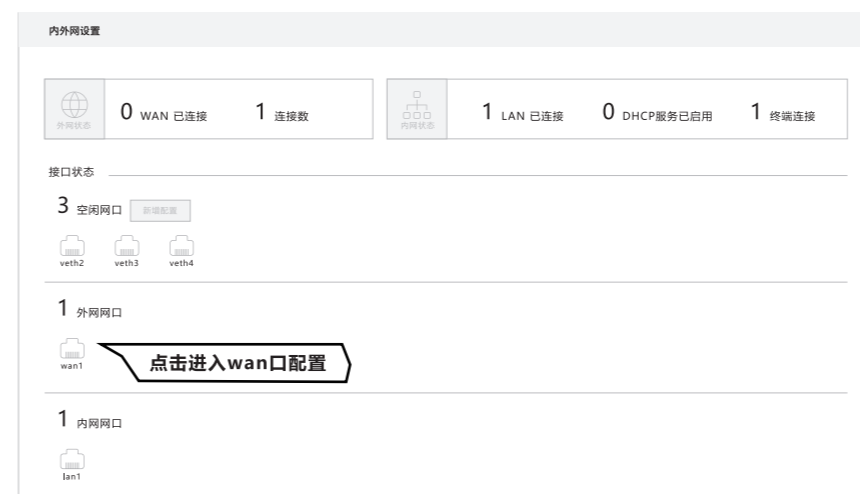 内外网设置
外网状态
0 WAN 已连接 1 连接数
内网状态
1 LAN 已连接 0 DHCP服务已启用 1 终端连接
接口状态
3 空闲网口 新增配置
veth2 veth3 veth4
1 外网网口
wan1
点击进入wan口配置
1 内网网口
lan1